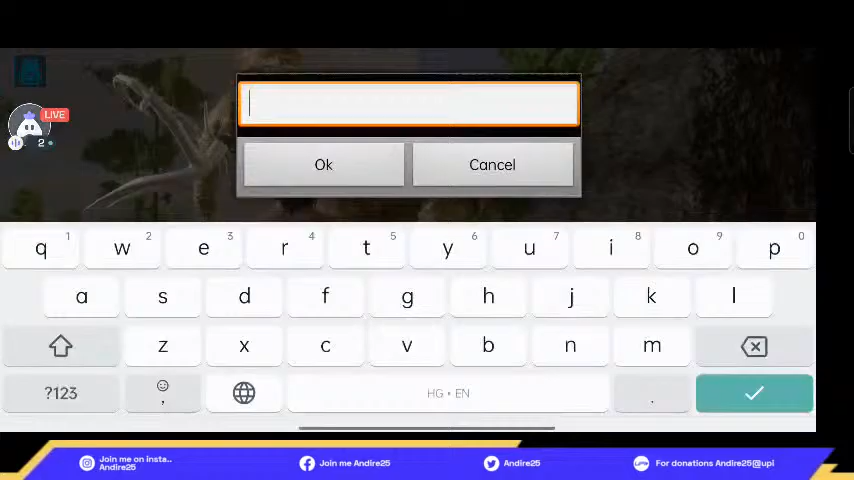 LIVE
2
Ok
Cancel
q 1 w 2 e 3 r 4 t 5 y 6 u 7 i 8 o 9 p 0
a s d f g h j k l
z x c v b n m
?123 , HG • EN .
Join me on insta..
Andire25
Join me Andire25
Andire25
For donations Andire25@upi